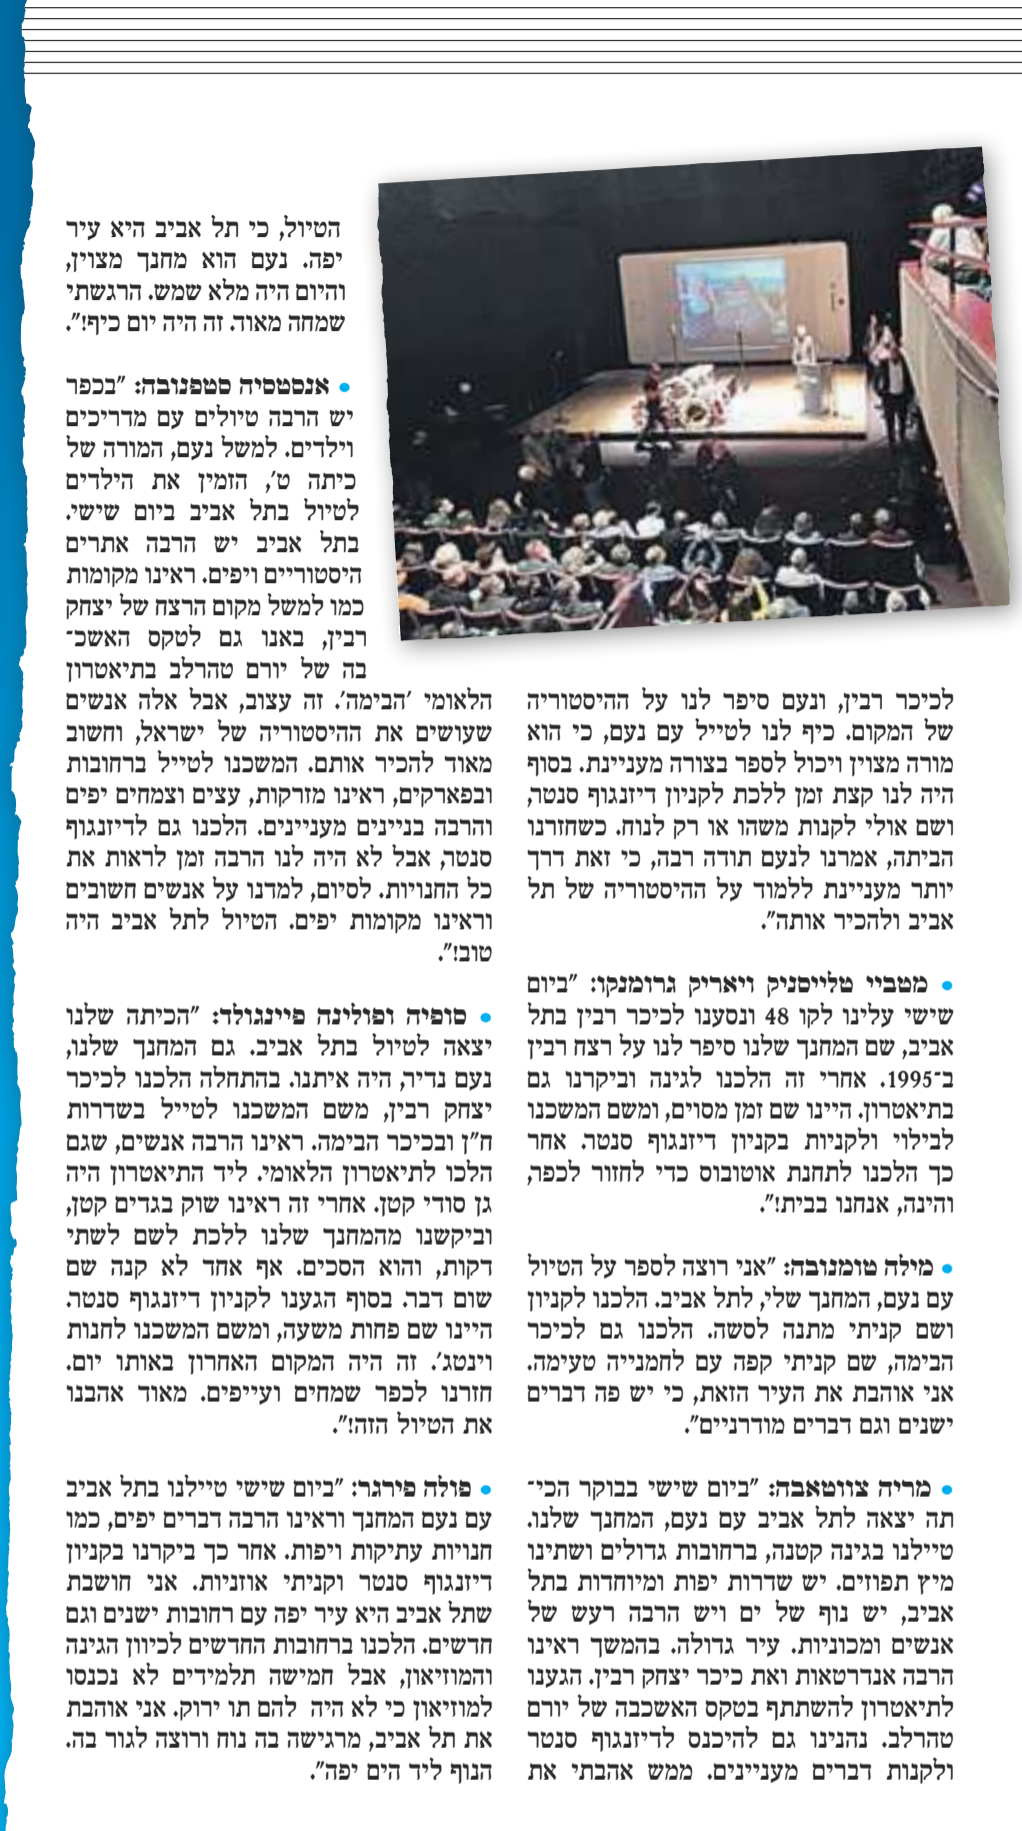 לכיכר רבין, ונעם סיפר לנו על ההיסטוריה
של המקום. כיף לנו לטייל עם נעם, כי הוא
מורה מצוין ויכול לספר בצורה מעניינת. בסוף
היה לנו קצת זמן ללכת לקניון דיזנגוף סנטר,
ושם אולי לקנות משהו או רק לנוח. כשחזרנו
הביתה, אמרנו לנעם תודה רבה, כי זאת דרך
יותר מעניינת ללמוד על ההיסטוריה של תל
אביב ולהכיר אותה".
• מטביי טלייסניק ויאריק גרומנקו: "ביום
שישי עלינו לקו 48 ונסענו לכיכר רבין בתל
אביב, שם המחנך שלנו סיפר לנו על רצח רבין
ב־1995. אחרי זה הלכנו לגינה וביקרנו גם
בתיאטרון. היינו שם זמן מסוים, ומשם המשכנו
לבילוי ולקניות בקניון דיזנגוף סנטר. אחר
כך הלכנו לתחנת אוטובוס כדי לחזור לכפר,
והינה, אנחנו בבית!".
• מילה טומנובה: "אני רוצה לספר על הטיול
עם נעם, המחנך שלי, לתל אביב. הלכנו לקניון
ושם קניתי מתנה לסשה. הלכנו גם לכיכר
הבימה, שם קניתי קפה עם לחמנייה טעימה.
אני אוהבת את העיר הזאת, כי יש פה דברים
ישנים וגם דברים מודרניים".
• מריה צווטאבה: "ביום שישי בבוקר הכי־
תה יצאה לתל אביב עם נעם, המחנך שלנו.
טיילנו בגינה קטנה, ברחובות גדולים ושתינו
מיץ תפוזים. יש שדרות יפות ומיוחדות בתל
אביב, יש נוף של ים ויש הרבה רעש של
אנשים ומכוניות. עיר גדולה. בהמשך ראינו
הרבה אנדרטאות ואת כיכר יצחק רבין. הגענו
לתיאטרון להשתתף בטקס האשכבה של יורם
טהרלב. נהנינו גם להיכנס לדיזנגוף סנטר
ולקנות דברים מעניינים. ממש אהבתי את
הטיול, כי תל אביב היא עיר
יפה. נעם הוא מחנך מצוין,
והיום היה מלא שמש. הרגשתי
שמחה מאוד. זה היה יום כיף!".
• אנסטסיה סטפנובה: "בכפר
יש הרבה טיולים עם מדריכים
וילדים. למשל נעם, המורה של
כיתה ט', הזמין את הילדים
לטיול בתל אביב ביום שישי.
בתל אביב יש הרבה אתרים
היסטוריים ויפים. ראינו מקומות
כמו למשל מקום הרצח של יצחק
רבין, באנו גם לטקס האשכ־
בה של יורם טהרלב בתיאטרון
הלאומי 'הבימה'. זה עצוב, אבל אלה אנשים
שעושים את ההיסטוריה של ישראל, וחשוב
מאוד להכיר אותם. המשכנו לטייל ברחובות
ובפארקים, ראינו מזרקות, עצים וצמחים יפים
והרבה בניינים מעניינים. הלכנו גם לדיזנגוף
סנטר, אבל לא היה לנו הרבה זמן לראות את
כל החנויות. לסיום, למדנו על אנשים חשובים
וראינו מקומות יפים. הטיול לתל אביב היה
טוב!".
• סופיה ופולינה פיינגולד: "הכיתה שלנו
יצאה לטיול בתל אביב. גם המחנך שלנו,
נעם נדיר, היה איתנו. בהתחלה הלכנו לכיכר
יצחק רבין, משם המשכנו לטייל בשדרות
ח"ן ובכיכר הבימה. ראינו הרבה אנשים, שגם
הלכו לתיאטרון הלאומי. ליד התיאטרון היה
גן סודי קטן. אחרי זה ראינו שוק בגדים קטן,
וביקשנו מהמחנך שלנו ללכת לשם לשתי
דקות, והוא הסכים. אף אחד לא קנה שם
שום דבר. בסוף הגענו לקניון דיזנגוף סנטר.
היינו שם פחות משעה, ומשם המשכנו לחנות
וינטג'. זה היה המקום האחרון באותו יום.
חזרנו לכפר שמחים ועייפים. מאוד אהבנו
את הטיול הזה!".
• פולה פירגר: "ביום שישי טיילנו בתל אביב
עם נעם המחנך וראינו הרבה דברים יפים, כמו
חנויות עתיקות ויפות. אחר כך ביקרנו בקניון
דיזנגוף סנטר וקניתי אוזניות. אני חושבת
שתל אביב היא עיר יפה עם רחובות ישנים וגם
חדשים. הלכנו ברחובות החדשים לכיוון הגינה
והמוזיאון, אבל חמישה תלמידים לא נכנסו
למוזיאון כי לא היה להם תו ירוק. אני אוהבת
את תל אביב, מרגישה בה נוח ורוצה לגור בה.
הנוף ליד הים יפה".